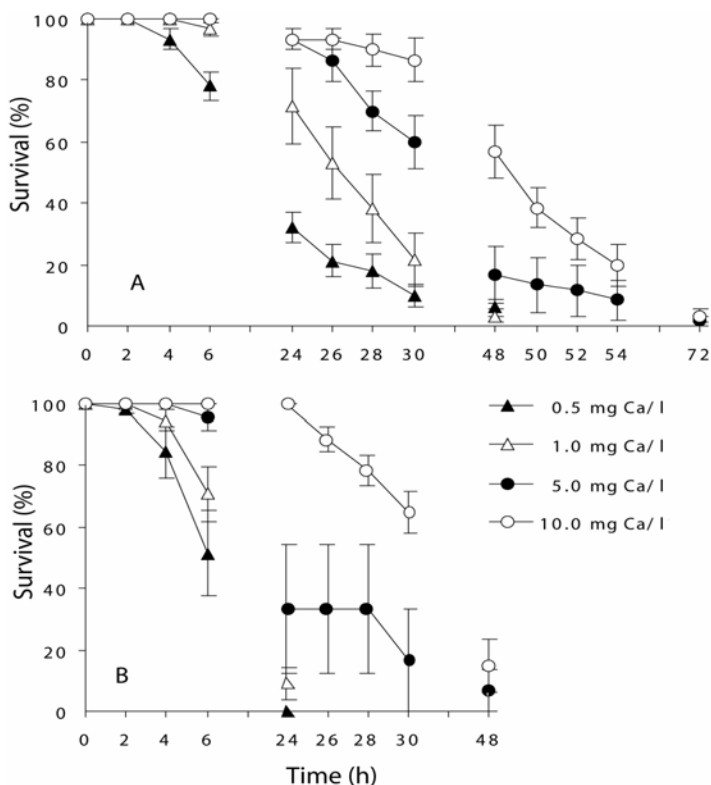 A
Survival (%)
100
80
60
40
20
0
0 2 4 6 24 26 28 30 48 50 52 54 72
B
Survival (%)
100
80
60
40
20
0
0 2 4 6 24 26 28 30 48
Time (h)
0.5 mg Ca/ l
1.0 mg Ca/ l
5.0 mg Ca/ l
10.0 mg Ca/ l